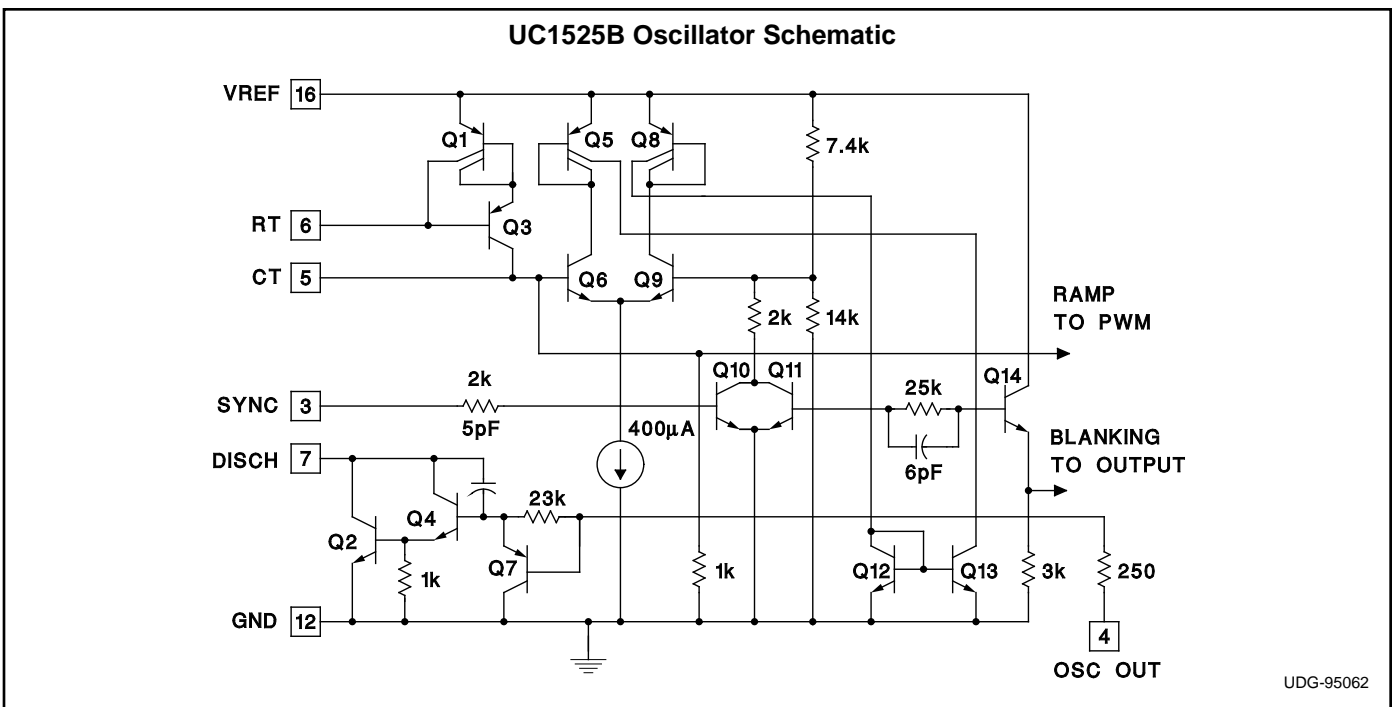 UC1525B Oscillator Schematic
VREF 16
Q1
Q5
Q8
7.4k
RT 6
Q3
CT 5
Q6
Q9
RAMP
TO PWM
2k
14k
Q10
Q11
Q14
2k
25k
SYNC 3
5pF
400µA
6pF
BLANKING
TO OUTPUT
DISCH 7
23k
Q4
Q2
Q7
1k
1k
Q12
Q13
3k
250
GND 12
4
OSC OUT
UDG-95062